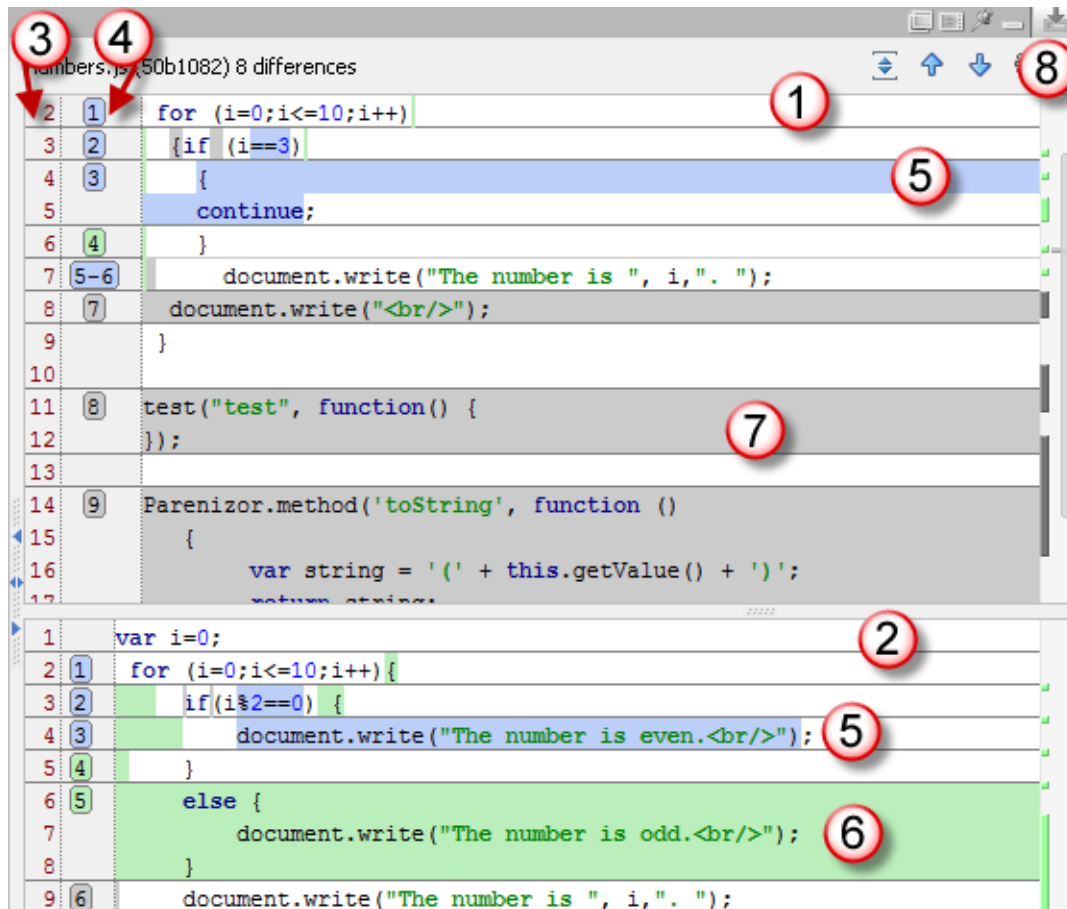 3 4
numbers.js (50b1082) 8 differences 8
2 1 for (i=0;i<=10;i++) 1
3 2 {if (i==3)
4 3 { 5
5 continue;
6 4 }
7 5-6 document.write("The number is ", i,". ");
8 7 document.write("<br/>");
9 }
10
11 8 test("test", function() {
12 }); 7
13
14 9 Parenizor.method('toString', function ()
15 {
16 var string = '(' + this.getValue() + ')';
17 return string;
1 var i=0; 2
2 1 for (i=0;i<=10;i++){
3 2 if(i%2==0) {
4 3 document.write("The number is even.<br/>"); 5
5 4 }
6 5 else {
7 document.write("The number is odd.<br/>"); 6
8 }
9 6 document.write("The number is ", i,". ");